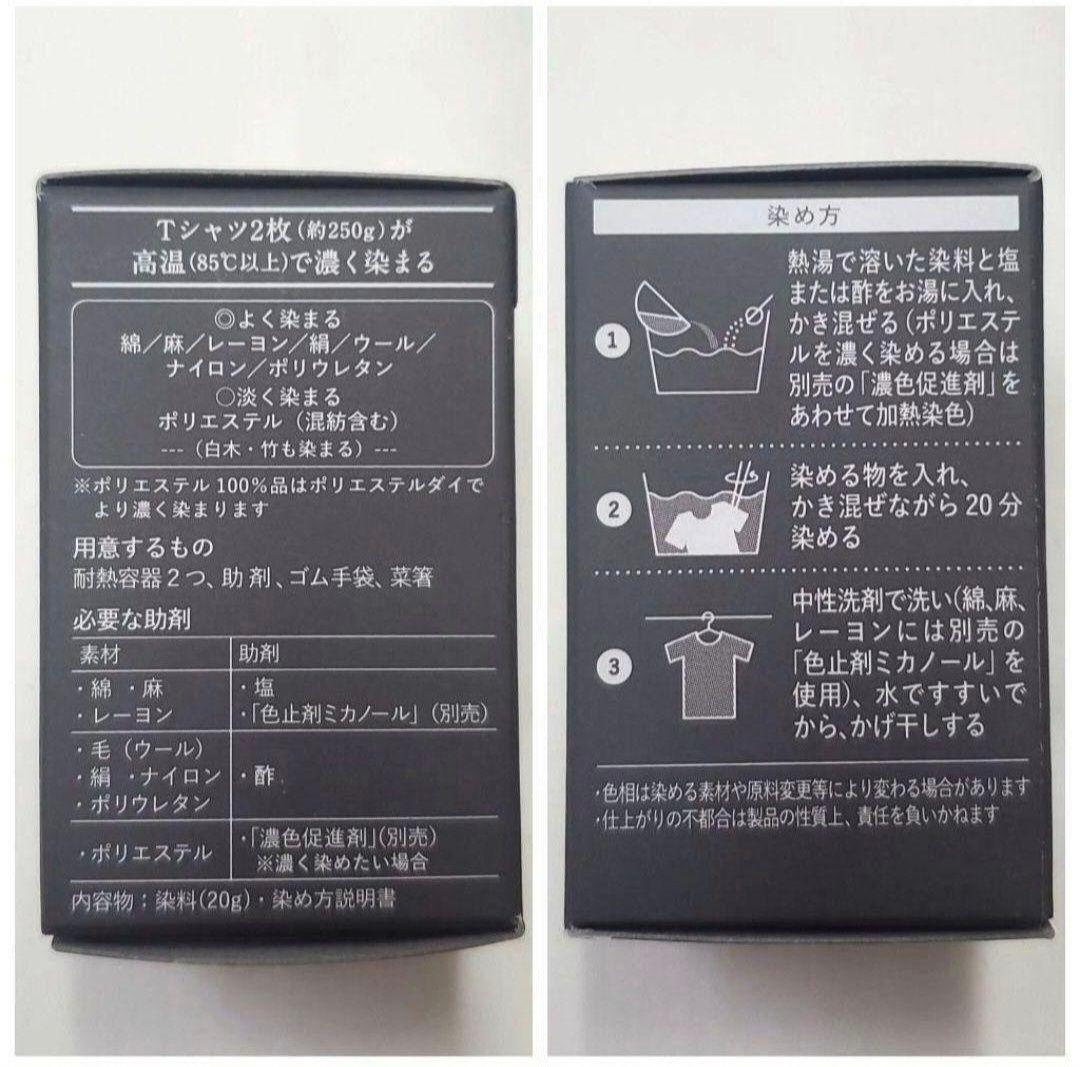 Tシャツ2枚(約250g)が
高温(85℃以上)で濃く染まる
◎よく染まる
綿/麻/レーヨン/絹/ウール/
ナイロン/ポリウレタン
○淡く染まる
ポリエステル(混紡含む)
---(白木・竹も染まる)---
※ポリエステル100%品はポリエステルダイで
より濃く染まります
用意するもの
耐熱容器2つ、助剤、ゴム手袋、菜箸
必要な助剤
素材 助剤
・綿 ・麻 ・塩
・レーヨン ・「色止剤ミカノール」(別売)
・毛(ウール)
・絹 ・ナイロン ・酢
・ポリウレタン
・ポリエステル ・「濃色促進剤」(別売)
※濃く染めたい場合
内容物:染料(20g)・染め方説明書
染め方
1
熱湯で溶いた染料と塩
または酢をお湯に入れ、
かき混ぜる(ポリエステ
ルを濃く染める場合は
別売の「濃色促進剤」を
あわせて加熱染色)
2
染める物を入れ、
かき混ぜながら20分
染める
3
中性洗剤で洗い(綿、麻、
レーヨンには別売の
「色止剤ミカノール」を
使用)、水ですすいで
から、かげ干しする
・色相は染める素材や原料変更等により変わる場合があります
・仕上がりの不都合は製品の性質上、責任を負いかねます